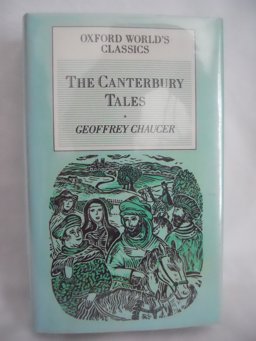 OXFORD WORLD'S
CLASSICS
THE CANTERBURY
TALES
GEOFFREY CHAUCER